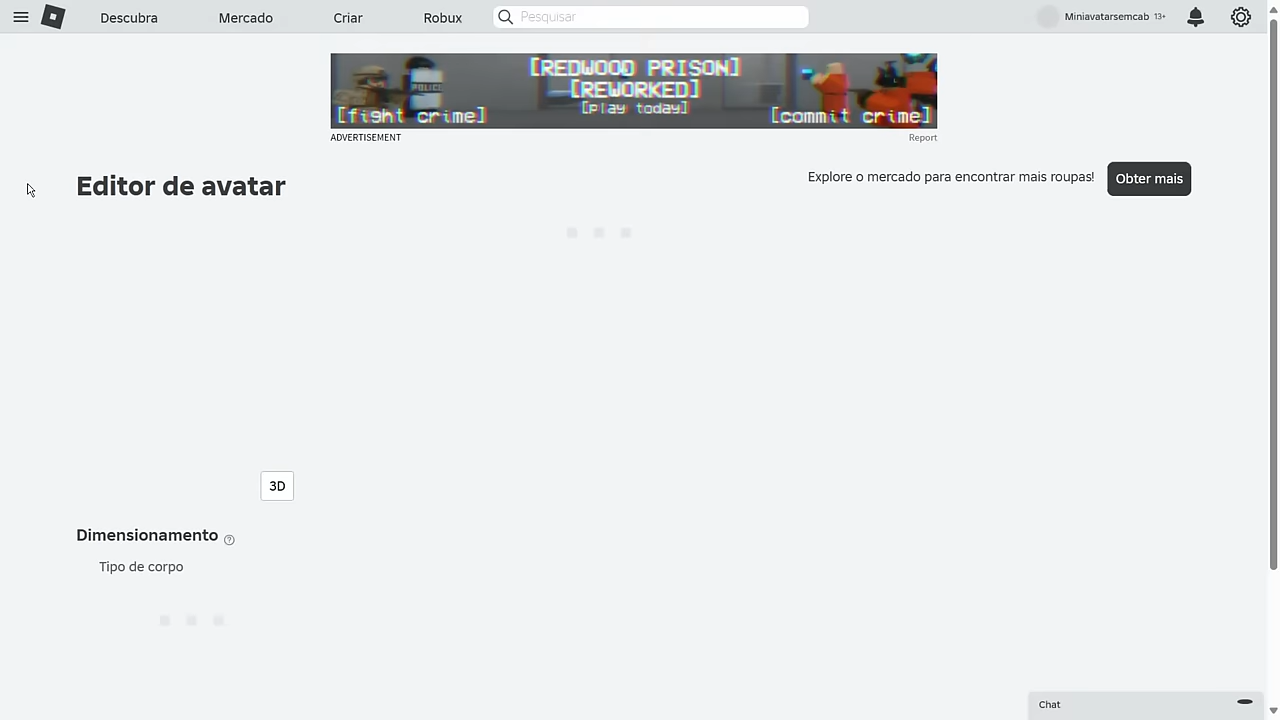 Descubra Mercado Criar Robux Pesquisar Miniavatarsemcab 13+
[REDWOOD PRISON]
[REWORKED]
[play today]
[fight crime] [commit crime]
POLICE
ADVERTISEMENT Report
Editor de avatar Explore o mercado para encontrar mais roupas! Obter mais
3D
Dimensionamento ?
Tipo de corpo
Chat